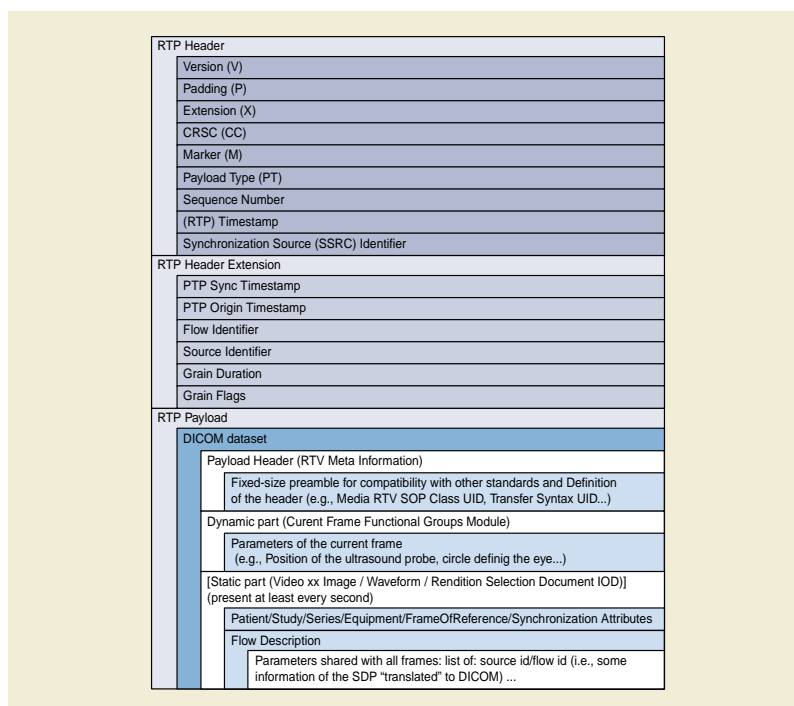 RTP Header
Version (V)
Padding (P)
Extension (X)
CRSC (CC)
Marker (M)
Payload Type (PT)
Sequence Number
(RTP) Timestamp
Synchronization Source (SSRC) Identifier
RTP Header Extension
PTP Sync Timestamp
PTP Origin Timestamp
Flow Identifier
Source Identifier
Grain Duration
Grain Flags
RTP Payload
DICOM dataset
Payload Header (RTV Meta Information)
Fixed-size preamble for compatibility with other standards and Definition
of the header (e.g., Media RTV SOP Class UID, Transfer Syntax UID...)
Dynamic part (Curent Frame Functional Groups Module)
Parameters of the current frame
(e.g., Position of the ultrasound probe, circle definig the eye...)
[Static part (Video xx Image / Waveform / Rendition Selection Document IOD)]
(present at least every second)
Patient/Study/Series/Equipment/FrameOfReference/Synchronization Attributes
Flow Description
Parameters shared with all frames: list of: source id/flow id (i.e., some
information of the SDP “translated” to DICOM) ...